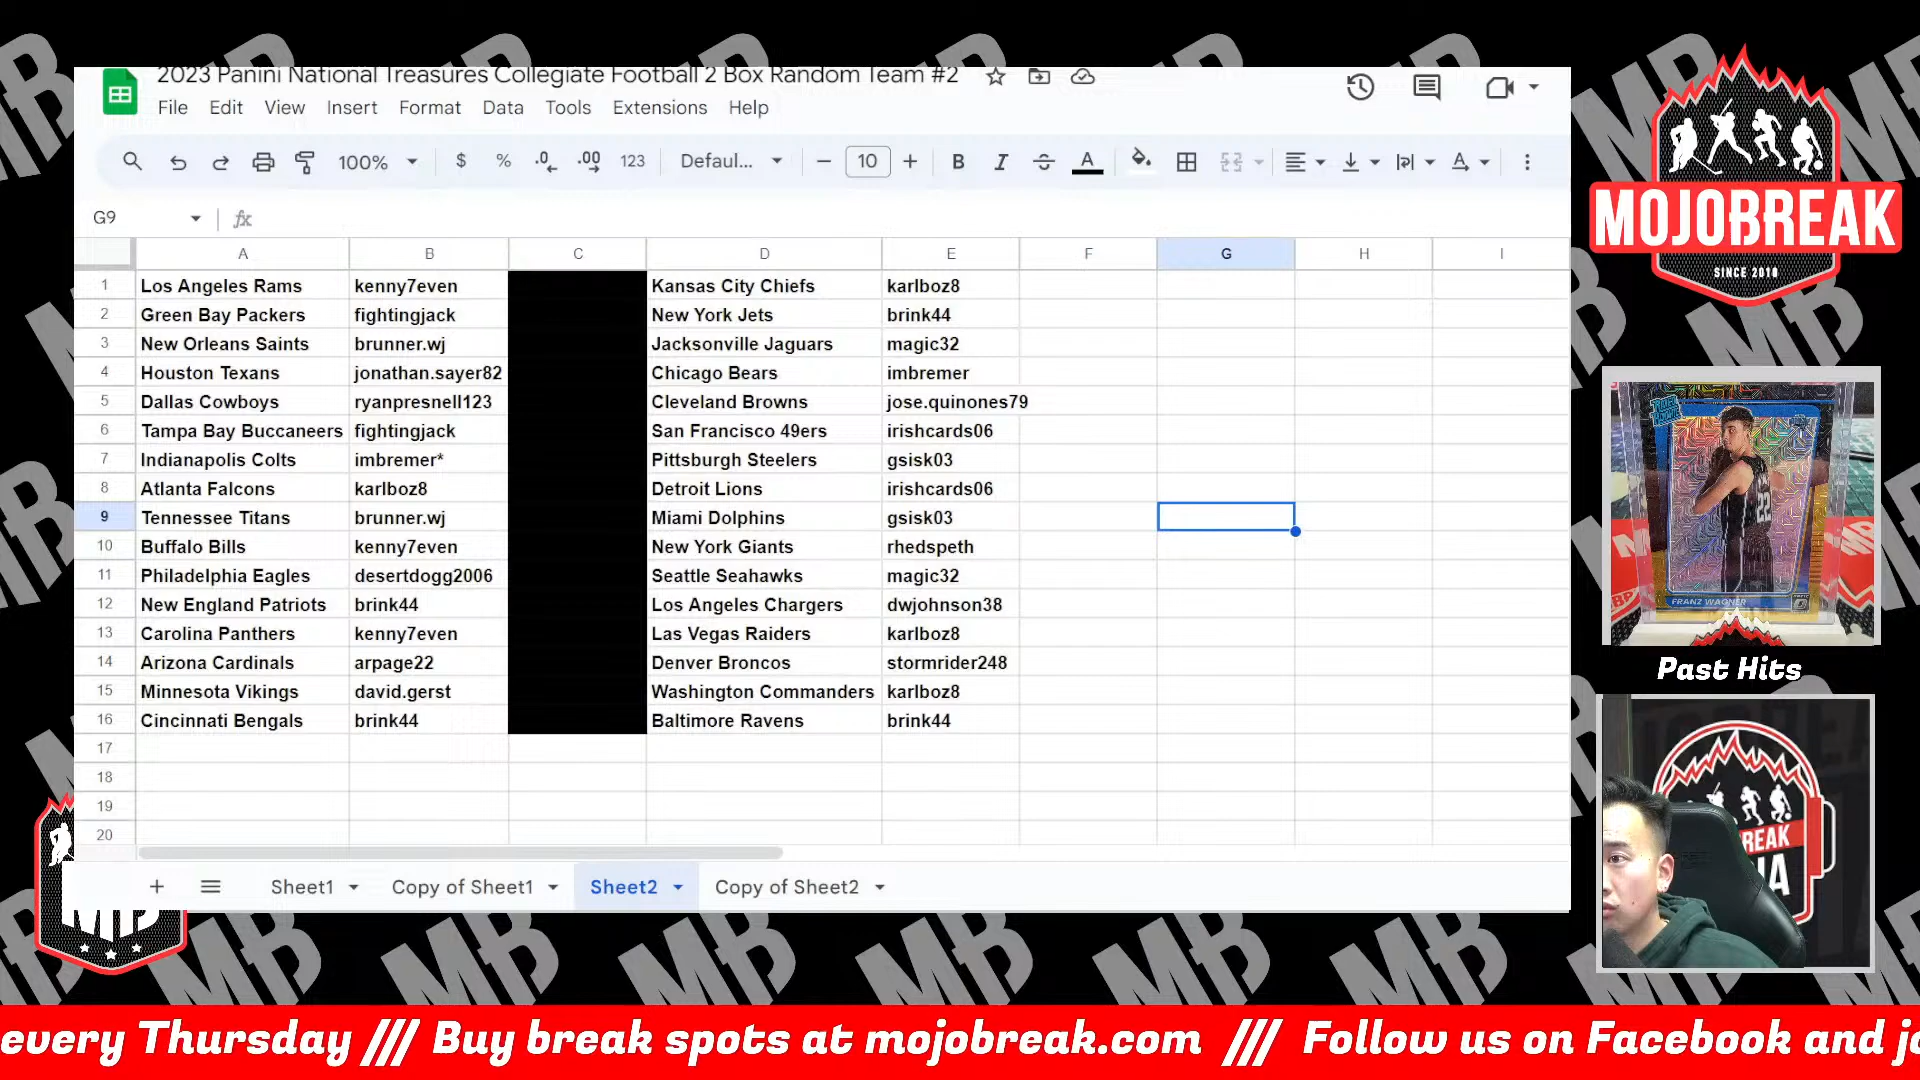 2023 Panini National Treasures Collegiate Football 2 Box Random Team #2
File Edit View Insert Format Data Tools Extensions Help
100% $ % .0 .00 123 Defaul... 10 B I A
G9 fx
A B C D E F G H I
1 Los Angeles Rams kenny7even Kansas City Chiefs karlboz8
2 Green Bay Packers fightingjack New York Jets brink44
3 New Orleans Saints brunner.wj Jacksonville Jaguars magic32
4 Houston Texans jonathan.sayer82 Chicago Bears imbremer
5 Dallas Cowboys ryanpresnell123 Cleveland Browns jose.quinones79
6 Tampa Bay Buccaneers fightingjack San Francisco 49ers irishcards06
7 Indianapolis Colts imbremer* Pittsburgh Steelers gsisk03
8 Atlanta Falcons karlboz8 Detroit Lions irishcards06
9 Tennessee Titans brunner.wj Miami Dolphins gsisk03
10 Buffalo Bills kenny7even New York Giants rhedspeth
11 Philadelphia Eagles desertdogg2006 Seattle Seahawks magic32
12 New England Patriots brink44 Los Angeles Chargers dwjohnson38
13 Carolina Panthers kenny7even Las Vegas Raiders karlboz8
14 Arizona Cardinals arpage22 Denver Broncos stormrider248
15 Minnesota Vikings david.gerst Washington Commanders karlboz8
16 Cincinnati Bengals brink44 Baltimore Ravens brink44
17
18
19
20
Sheet1 Copy of Sheet1 Sheet2 Copy of Sheet2
MOJOBREAK
SINCE 2010
22
FRANZ WAGNER
Past Hits
MB
every Thursday /// Buy break spots at mojobreak.com /// Follow us on Facebook and